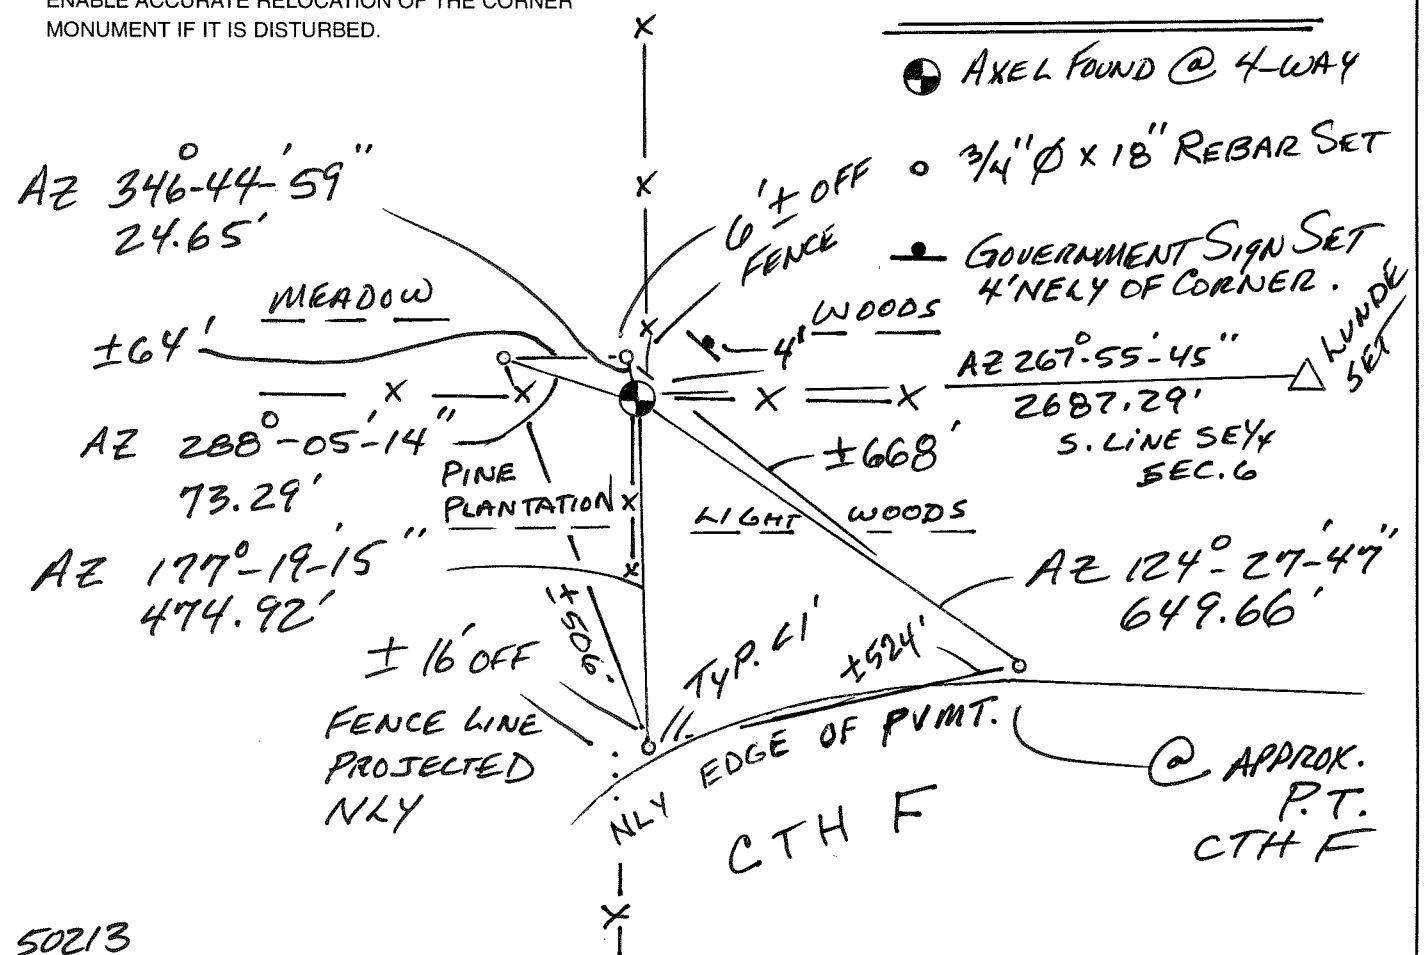 ENABLE ACCURATE RELOCATION OF THE CORNER
MONUMENT IF IT IS DISTURBED.
AXEL FOUND @ 4-WAY
3/4"Ø x 18" REBAR SET
GOVERNMENT SIGN SET
4' NELY OF CORNER.
AZ 346°-44'-59"
24.65'
6'± OFF
FENCE
MEADOW
WOODS
±64'
4'
LUNDE
SET
AZ 267°-55'-45"
2687.29'
S. LINE SE1/4
SEC. 6
AZ 288°-05'-14"
73.29'
PINE
PLANTATION
±668'
LIGHT WOODS
AZ 177°-19'-15"
474.92'
AZ 124°-27'-47"
649.66'
±506'
±16' OFF
TYP. <1'
±524'
FENCE LINE
PROJECTED
NLY
NLY EDGE OF PVMT.
CTH F
@ APPROX.
P.T.
CTH F
50213